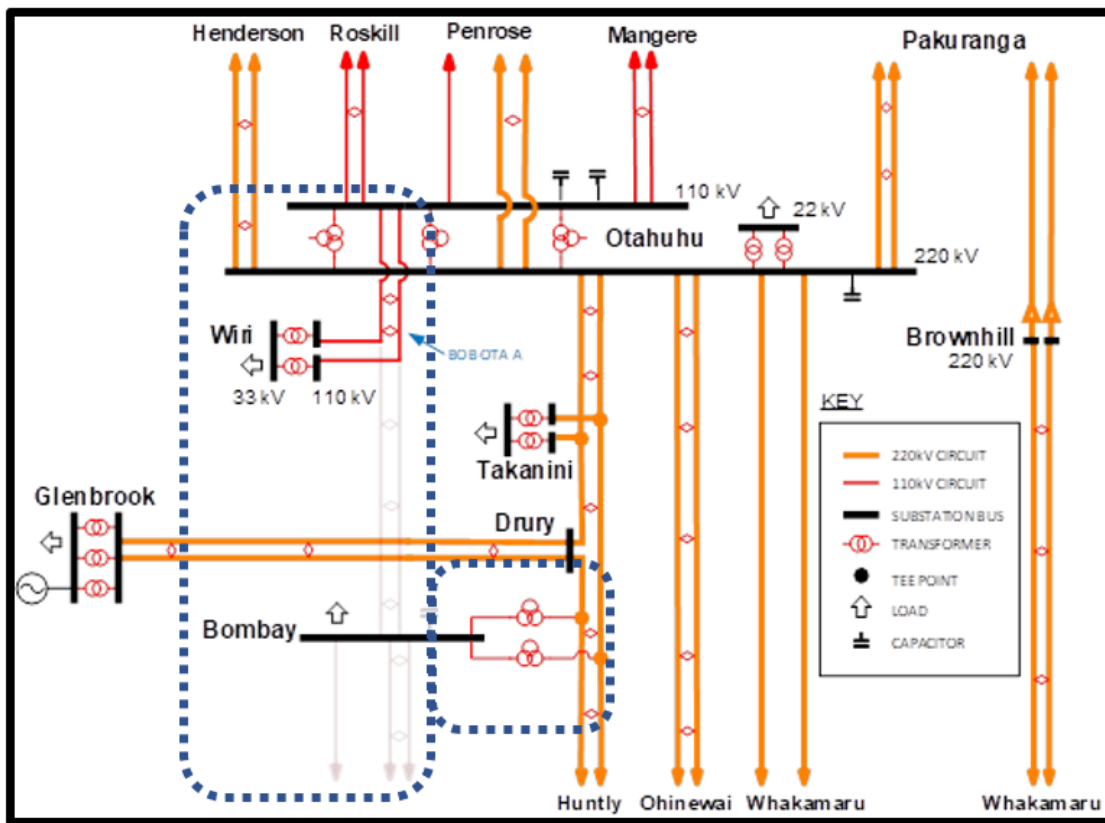 Henderson
Roskill
Penrose
Mangere
Pakuranga
110 kV
22 kV
Otahuhu
220 kV
Wiri
BOBOTA A
Brownhill
220 kV
33 kV
110 kV
KEY
220kV CIRCUIT
110kV CIRCUIT
SUBSTATION BUS
TRANSFORMER
TEE POINT
LOAD
CAPACITOR
Takanini
Glenbrook
Drury
Bombay
Huntly
Ohinewai
Whakamaru
Whakamaru